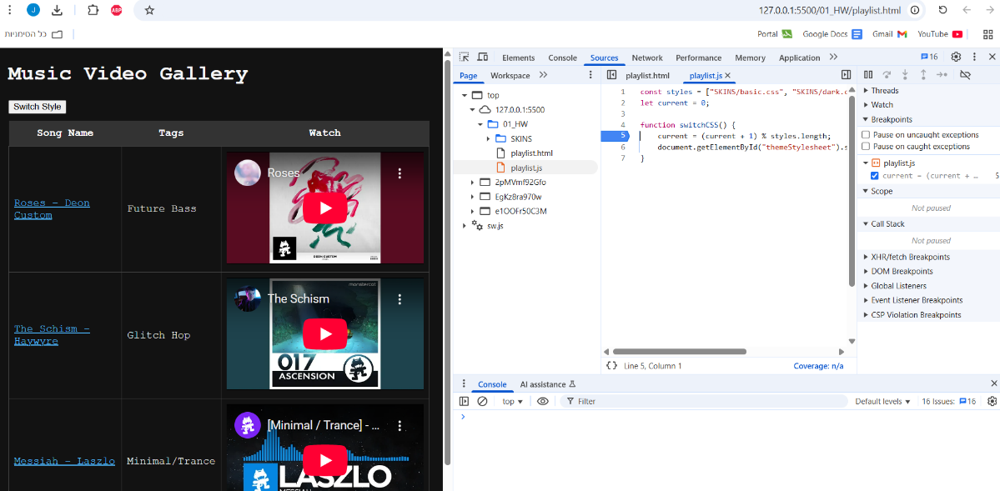 J
ABP
127.0.0.1:5500/01_HW/playlist.html
כל הסימניות
Portal
Google Docs
Gmail
YouTube
Music Video Gallery
Switch Style
Song Name
Tags
Watch
Roses - Deon
Custom
Future Bass
Roses
DEON CUSTOM
The Schism -
Haywyre
Glitch Hop
The Schism
monstercat
017
ASCENSION
Messiah - Laszlo
Minimal/Trance
[Minimal / Trace] - ...
LASZLO
MESSIAH
Elements
Console
Sources
Network
Performance
Memory
Application
16
Page
Workspace
top
127.0.0.1:5500
01_HW
SKINS
playlist.html
playlist.js
2pMVmf92Gfo
EgKz8ra970w
e1OOFr50C3M
sw.js
playlist.html
playlist.js
1 const styles = ["SKINS/basic.css", "SKINS/dark.c
2 let current = 0;
3
4 function switchCSS() {
5 current = (current + 1) % styles.length;
6 document.getElementById("themeStylesheet").s
7 }
{ } Line 5, Column 1
Coverage: n/a
Threads
Watch
Breakpoints
Pause on uncaught exceptions
Pause on caught exceptions
playlist.js
current = (current + … 5
Scope
Not paused
Call Stack
Not paused
XHR/fetch Breakpoints
DOM Breakpoints
Global Listeners
Event Listener Breakpoints
CSP Violation Breakpoints
Console
AI assistance
top
Filter
Default levels
16 Issues:
16